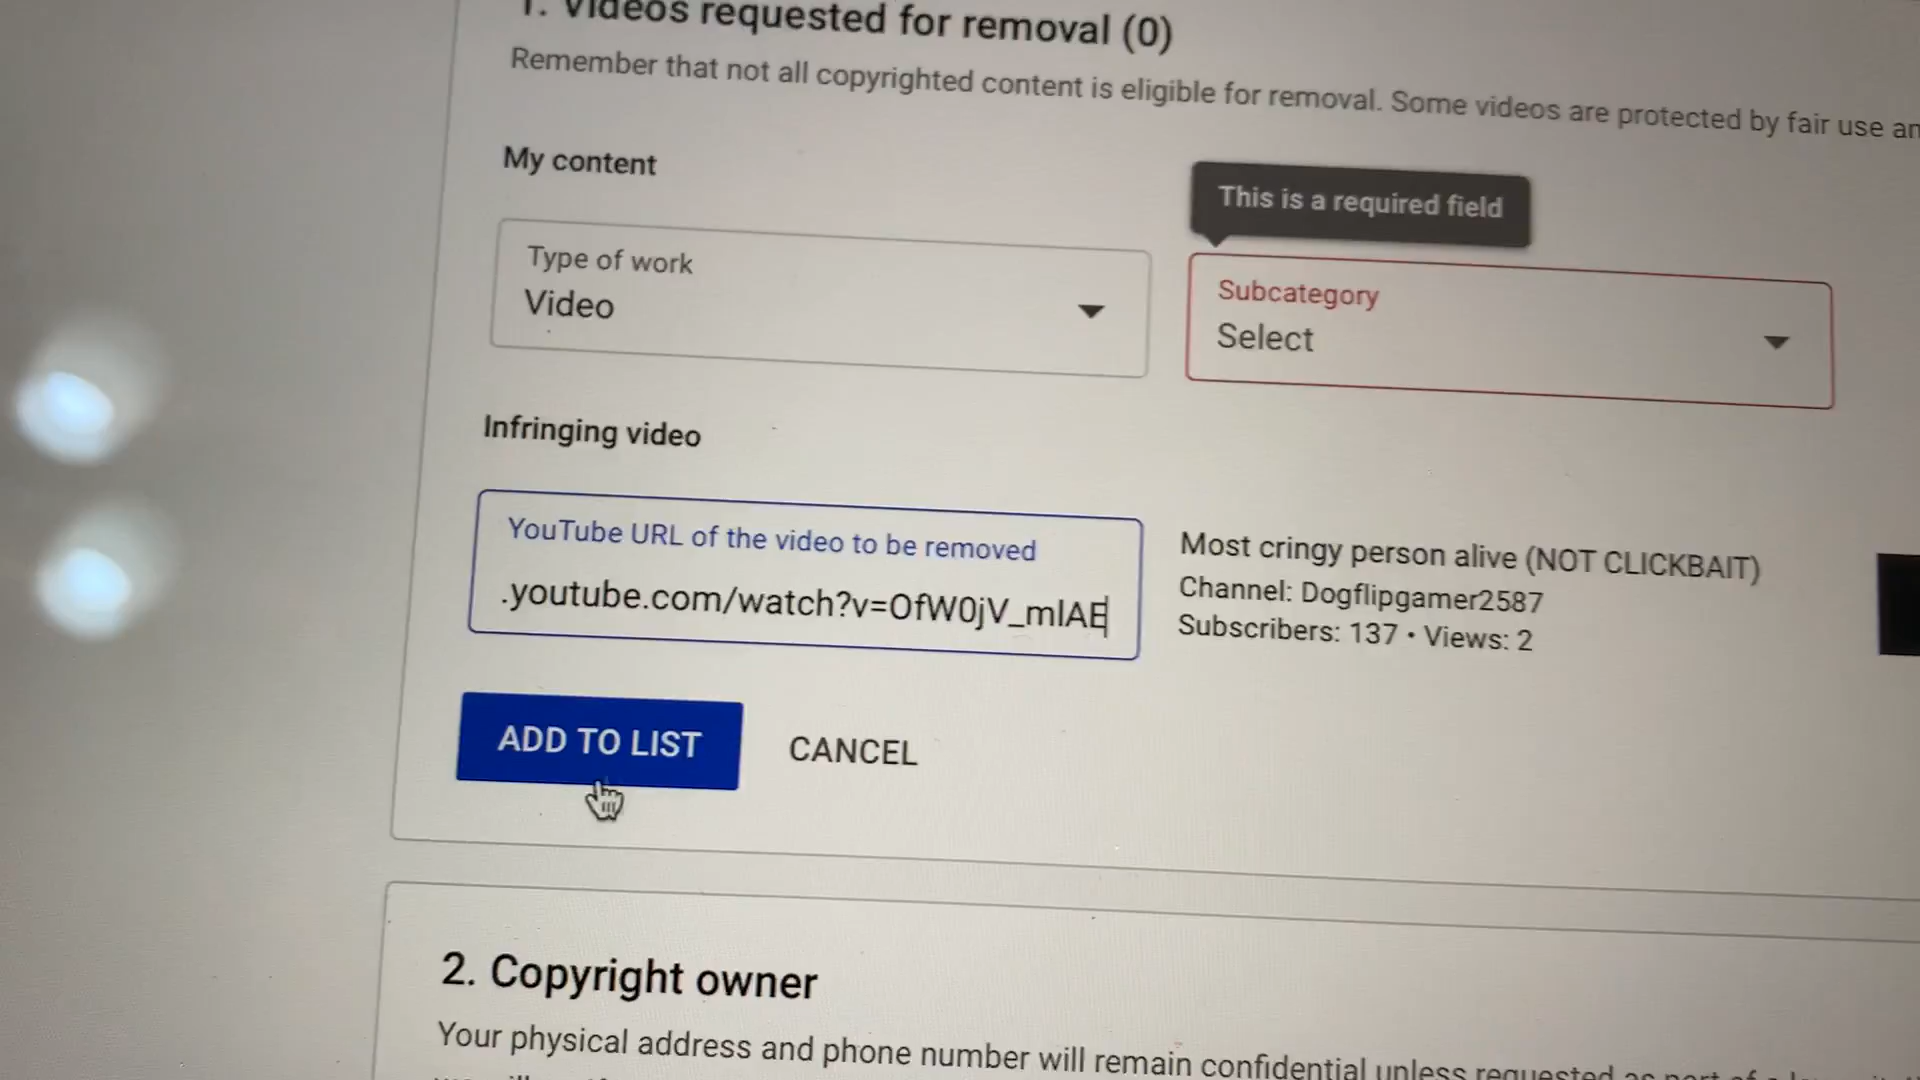 1. Videos requested for removal (0)
Remember that not all copyrighted content is eligible for removal. Some videos are protected by fair use
My content
This is a required field
Type of work
Video
Subcategory
Select
Infringing video
YouTube URL of the video to be removed
.youtube.com/watch?v=OfW0jV_mIAE
Most cringy person alive (NOT CLICKBAIT)
Channel: Dogflipgamer2587
Subscribers: 137 • Views: 2
ADD TO LIST
CANCEL
2. Copyright owner
Your physical address and phone number will remain confidential unless requested as part of a